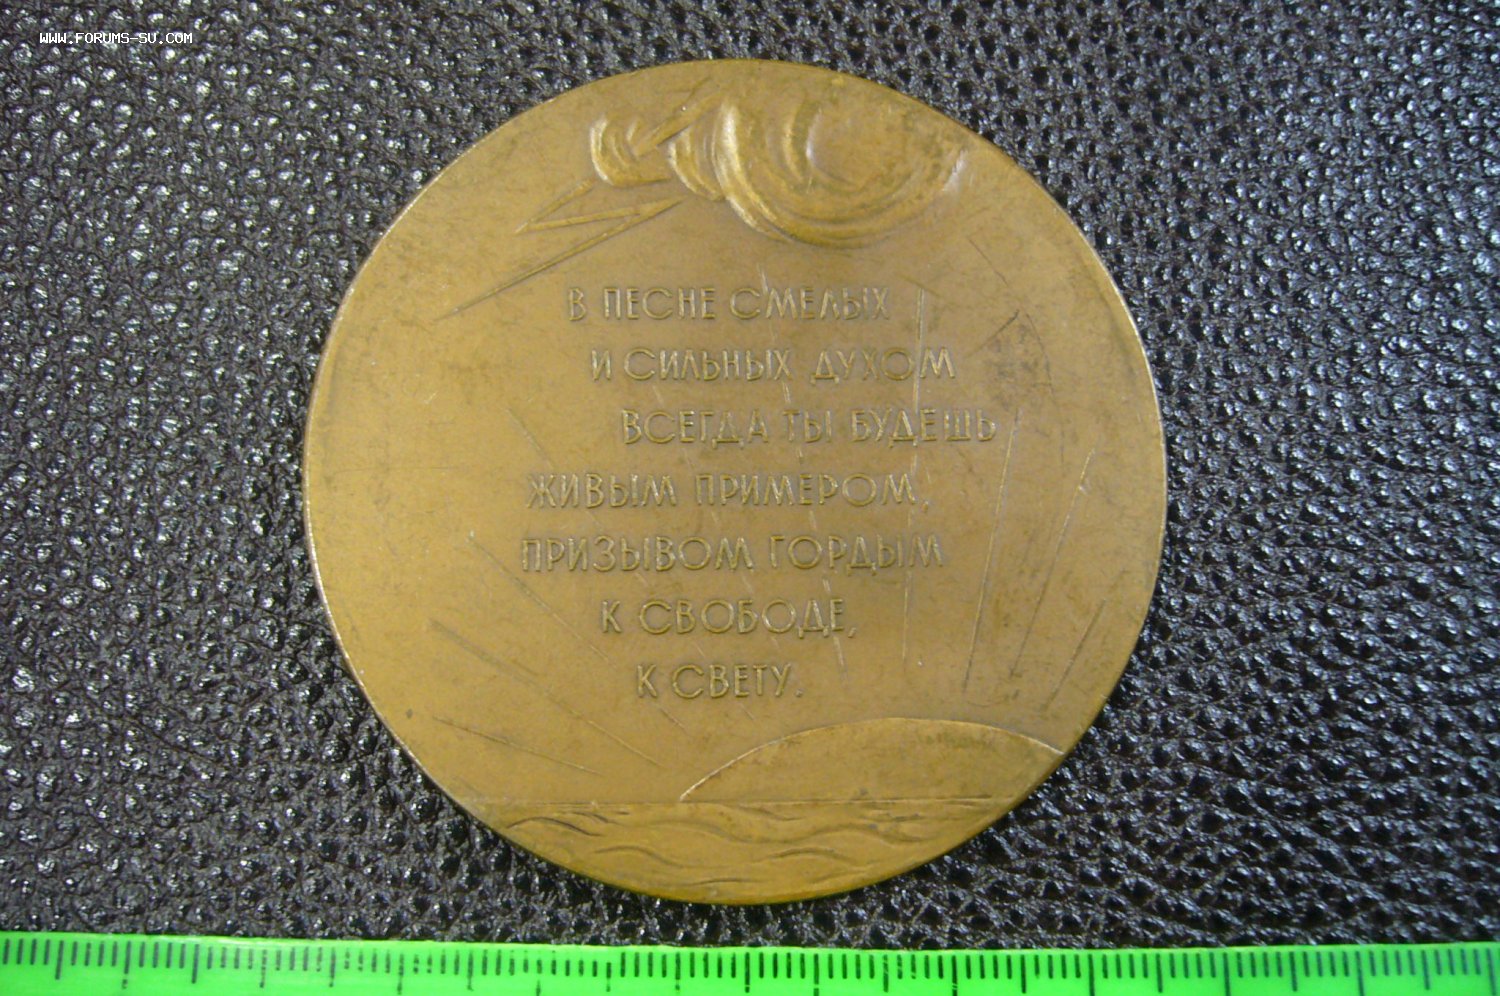 WWW.FORUMS-SU.COM
В ПЕСНЕ СМЕЛЫХ
И СИЛЬНЫХ ДУХОМ
ВСЕГДА ТЫ БУДЕШЬ
ЖИВЫМ ПРИМЕРОМ,
ПРИЗЫВОМ ГОРДЫМ
К СВОБОДЕ,
К СВЕТУ.